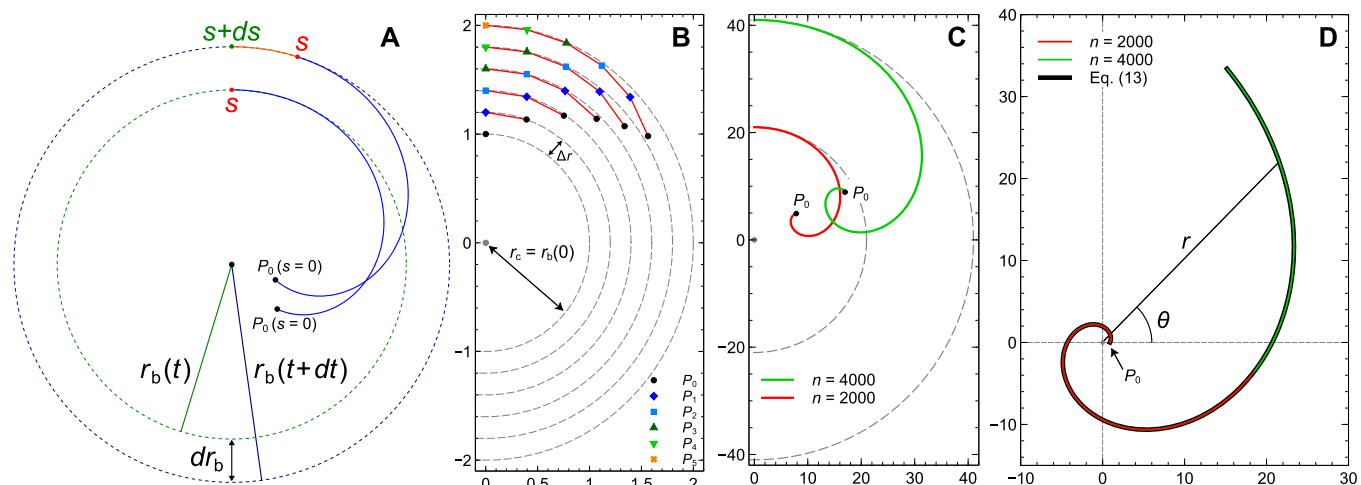 A
s+ds
s
s
P0 (s = 0)
P0 (s = 0)
rb(t)
rb(t+dt)
drb
B
2
1
0
−1
−2
0
0.5
1
1.5
2
Δr
rc = rb(0)
P0
P1
P2
P3
P4
P5
C
40
20
0
−20
−40
0
10
20
30
40
P0
P0
n = 4000
n = 2000
D
40
30
20
10
0
−10
−10
0
10
20
30
n = 2000
n = 4000
Eq. (13)
r
θ
P0